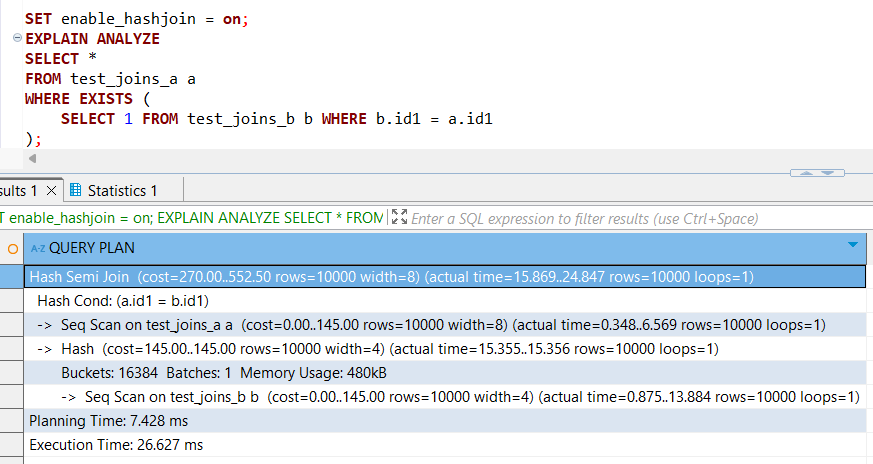 SET enable_hashjoin = on;
EXPLAIN ANALYZE
SELECT *
FROM test_joins_a a
WHERE EXISTS (
    SELECT 1 FROM test_joins_b b WHERE b.id1 = a.id1
);
sults 1 Statistics 1
T enable_hashjoin = on; EXPLAIN ANALYZE SELECT * FROM Enter a SQL expression to filter results (use Ctrl+Space)
A-Z QUERY PLAN
Hash Semi Join  (cost=270.00..552.50 rows=10000 width=8) (actual time=15.869..24.847 rows=10000 loops=1)
  Hash Cond: (a.id1 = b.id1)
  ->  Seq Scan on test_joins_a a  (cost=0.00..145.00 rows=10000 width=8) (actual time=0.348..6.569 rows=10000 loops=1)
  ->  Hash  (cost=145.00..145.00 rows=10000 width=4) (actual time=15.355..15.356 rows=10000 loops=1)
        Buckets: 16384  Batches: 1  Memory Usage: 480kB
        ->  Seq Scan on test_joins_b b  (cost=0.00..145.00 rows=10000 width=4) (actual time=0.875..13.884 rows=10000 loops=1)
Planning Time: 7.428 ms
Execution Time: 26.627 ms